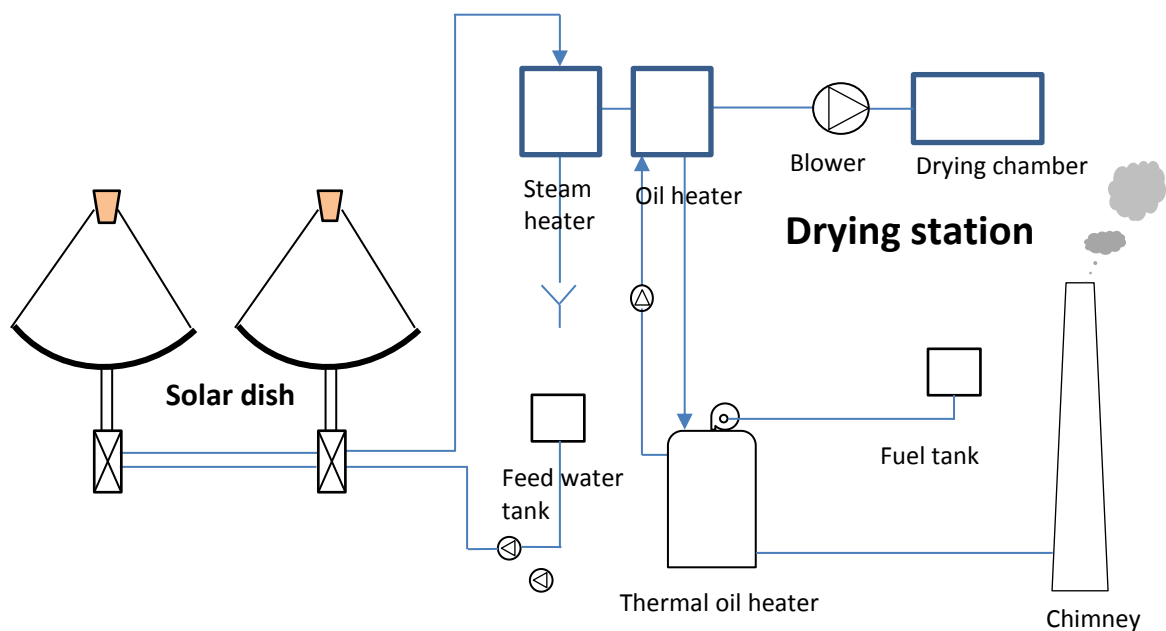 Blower
Drying chamber
Steam
heater
Oil heater
Drying station
Solar dish
Feed water
tank
Fuel tank
Thermal oil heater
Chimney